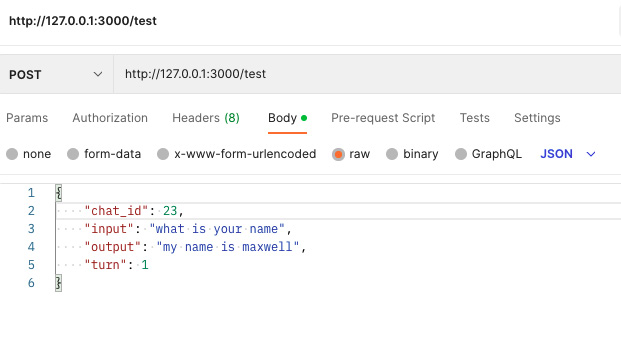 http://127.0.0.1:3000/test
POST http://127.0.0.1:3000/test
Params Authorization Headers (8) Body Pre-request Script Tests Settings
none form-data x-www-form-urlencoded raw binary GraphQL JSON
1 {
2 "chat_id": 23,
3 "input": "what is your name",
4 "output": "my name is maxwell",
5 "turn": 1
6 }